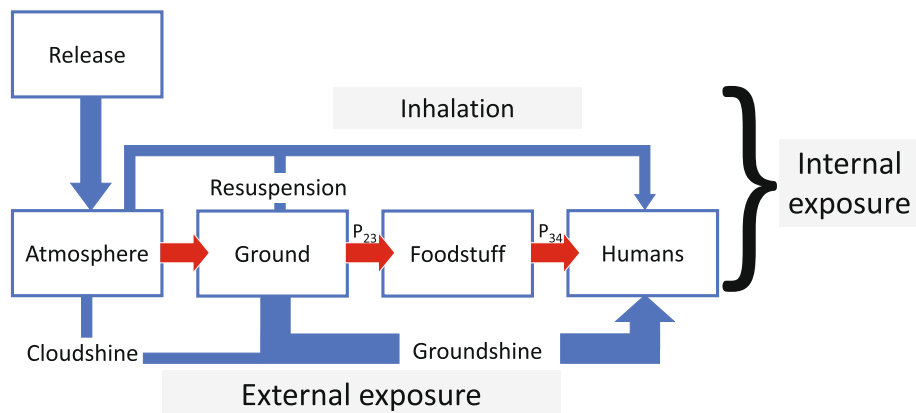 Release
Inhalation
Internal
exposure
Resuspension
Atmosphere
Ground
P23
Foodstuff
P34
Humans
Cloudshine
Groundshine
External exposure